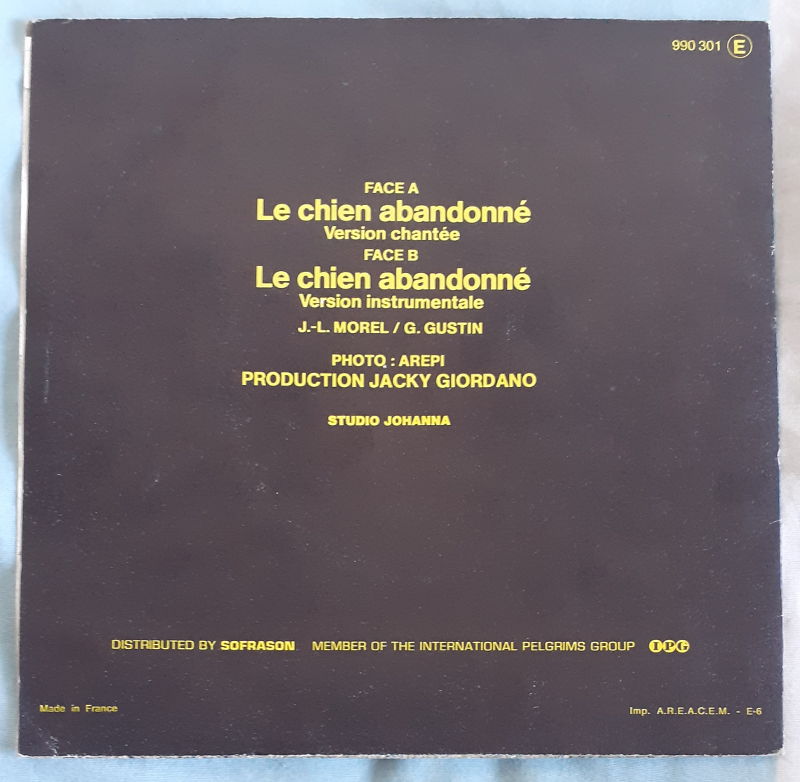 990 301 E
FACE A
Le chien abandonné
Version chantée
FACE B
Le chien abandonné
Version instrumentale
J.-L. MOREL / G. GUSTIN
PHOTO : AREPI
PRODUCTION JACKY GIORDANO
STUDIO JOHANNA
DISTRIBUTED BY SOFRASON MEMBER OF THE INTERNATIONAL PELGRIMS GROUP IPG
Made in France
Imp. A.R.E.A.C.E.M. - E-6